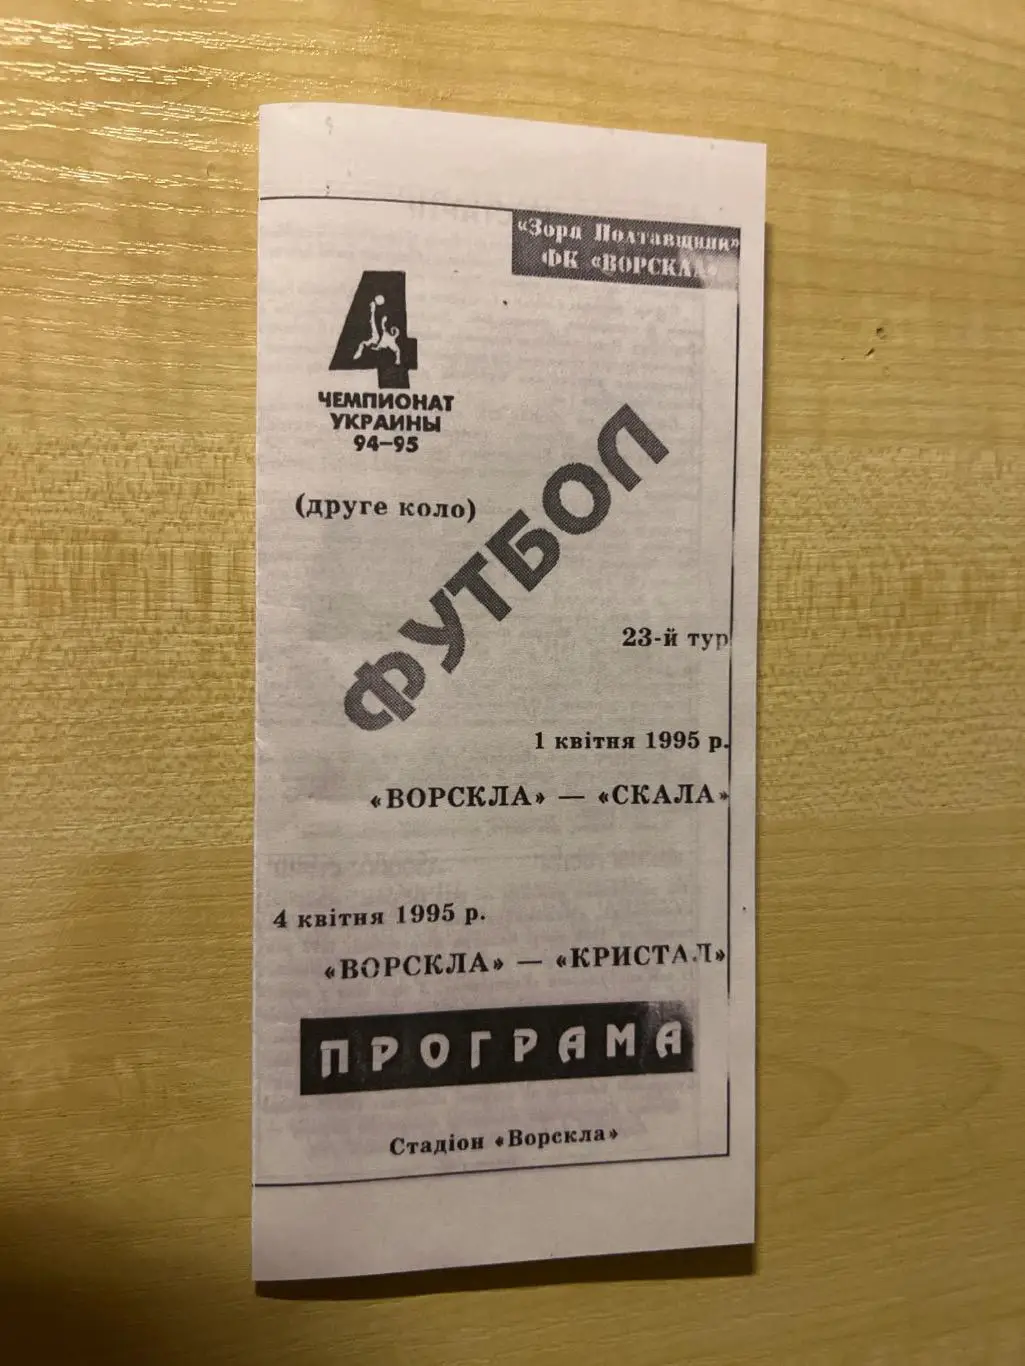 «Зоря Полтавщини»
ФК «ВОРСКЛА»
4
ЧЕМПИОНАТ
УКРАИНЫ
94-95
(друге коло)
ФУТБОЛ
23-й тур
1 квітня 1995 р.
«ВОРСКЛА» — «СКАЛА»
4 квітня 1995 р.
«ВОРСКЛА» — «КРИСТАЛ»
ПРОГРАМА
Стадіон «Ворскла»